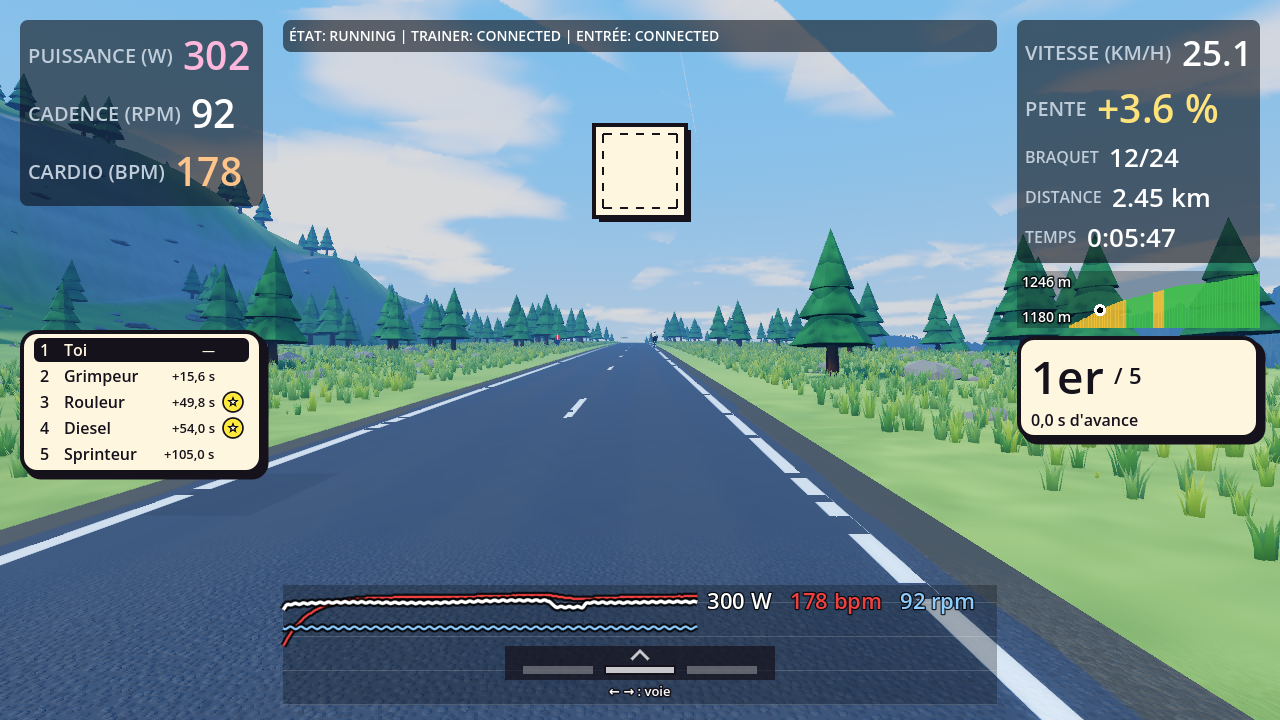 PUISSANCE (W) 302
CADENCE (RPM) 92
CARDIO (BPM) 178
ÉTAT: RUNNING | TRAINER: CONNECTED | ENTRÉE: CONNECTED
VITESSE (KM/H) 25.1
PENTE +3.6 %
BRAQUET 12/24
DISTANCE 2.45 km
TEMPS 0:05:47
1246 m
1180 m
1 Toi —
2 Grimpeur +15,6 s
3 Rouleur +49,8 s
4 Diesel +54,0 s
5 Sprinteur +105,0 s
1er / 5
0,0 s d'avance
300 W 178 bpm 92 rpm
← → : voie